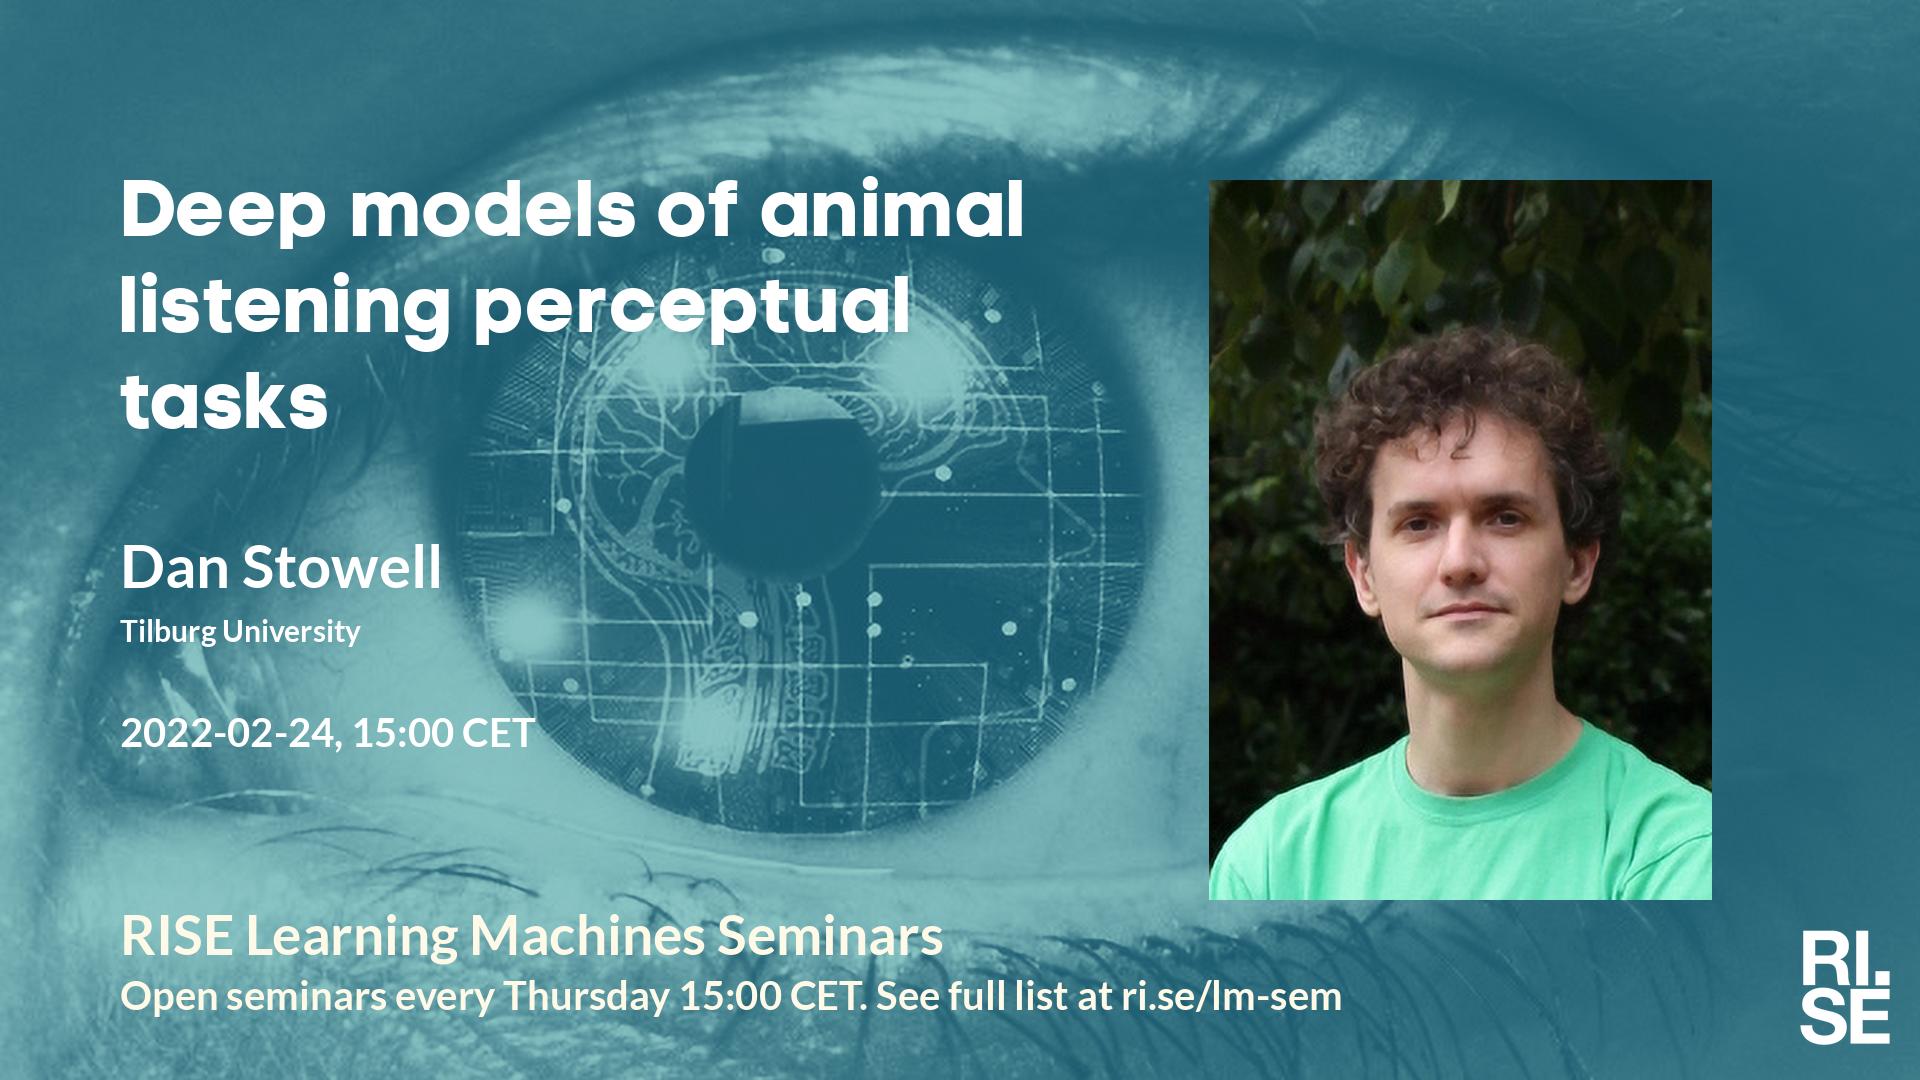 Deep models of animal
listening perceptual
tasks
Dan Stowell
Tilburg University
2022-02-24, 15:00 CET
RISE Learning Machines Seminars
Open seminars every Thursday 15:00 CET. See full list at ri.se/lm-sem
RI.
SE